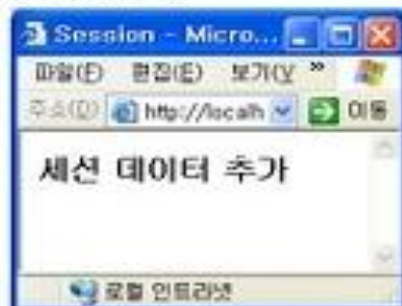 Session - Micro...
파일(F) 편집(E) 보기(V »
주소(D) http://localh 이동
세션 데이터 추가
로컬 인트라넷